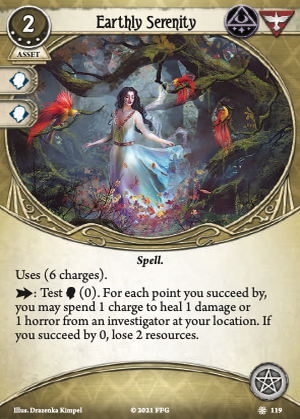 2
Earthly Serenity
ASSET
Spell.
Uses (6 charges).
: Test (0). For each point you succeed by,
you may spend 1 charge to heal 1 damage or
1 horror from an investigator at your location. If
you succeed by 0, lose 2 resources.
Illus. Drazenka Kimpel
© 2021 FFG
119